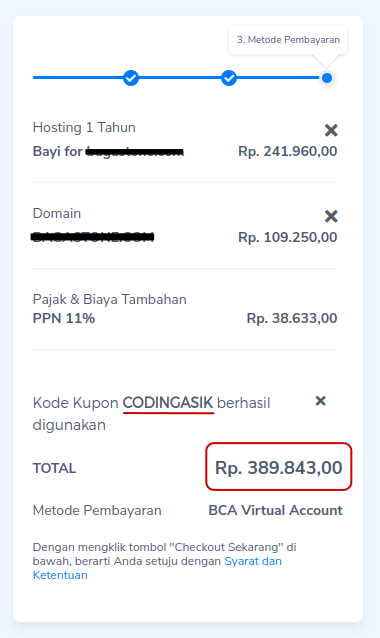 3. Metode Pembayaran
Hosting 1 Tahun
Bayi for
Rp. 241.960,00
Domain
Rp. 109.250,00
Pajak & Biaya Tambahan
PPN 11%
Rp. 38.633,00
Kode Kupon CODINGASIK berhasil
digunakan
TOTAL
Rp. 389.843,00
Metode Pembayaran
BCA Virtual Account
Dengan mengklik tombol "Checkout Sekarang" di
bawah, berarti Anda setuju dengan Syarat dan
Ketentuan